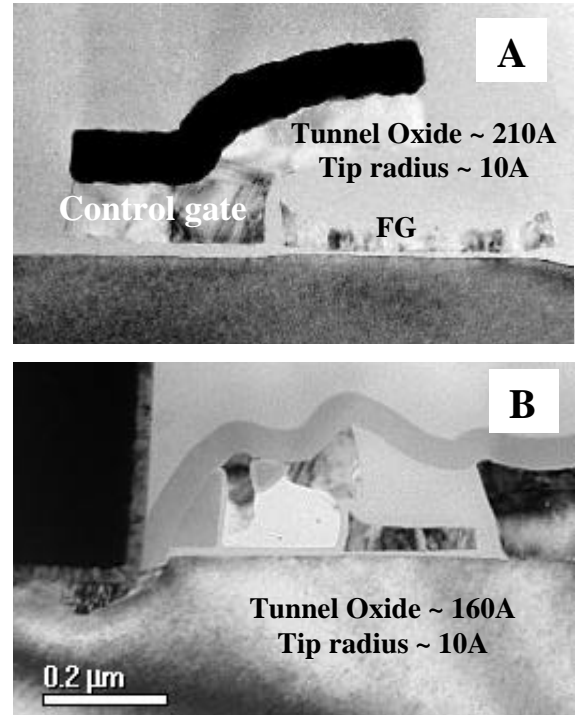 A
Tunnel Oxide ~ 210A
Tip radius ~ 10A
Control gate
FG
B
Tunnel Oxide ~ 160A
Tip radius ~ 10A
0.2 µm